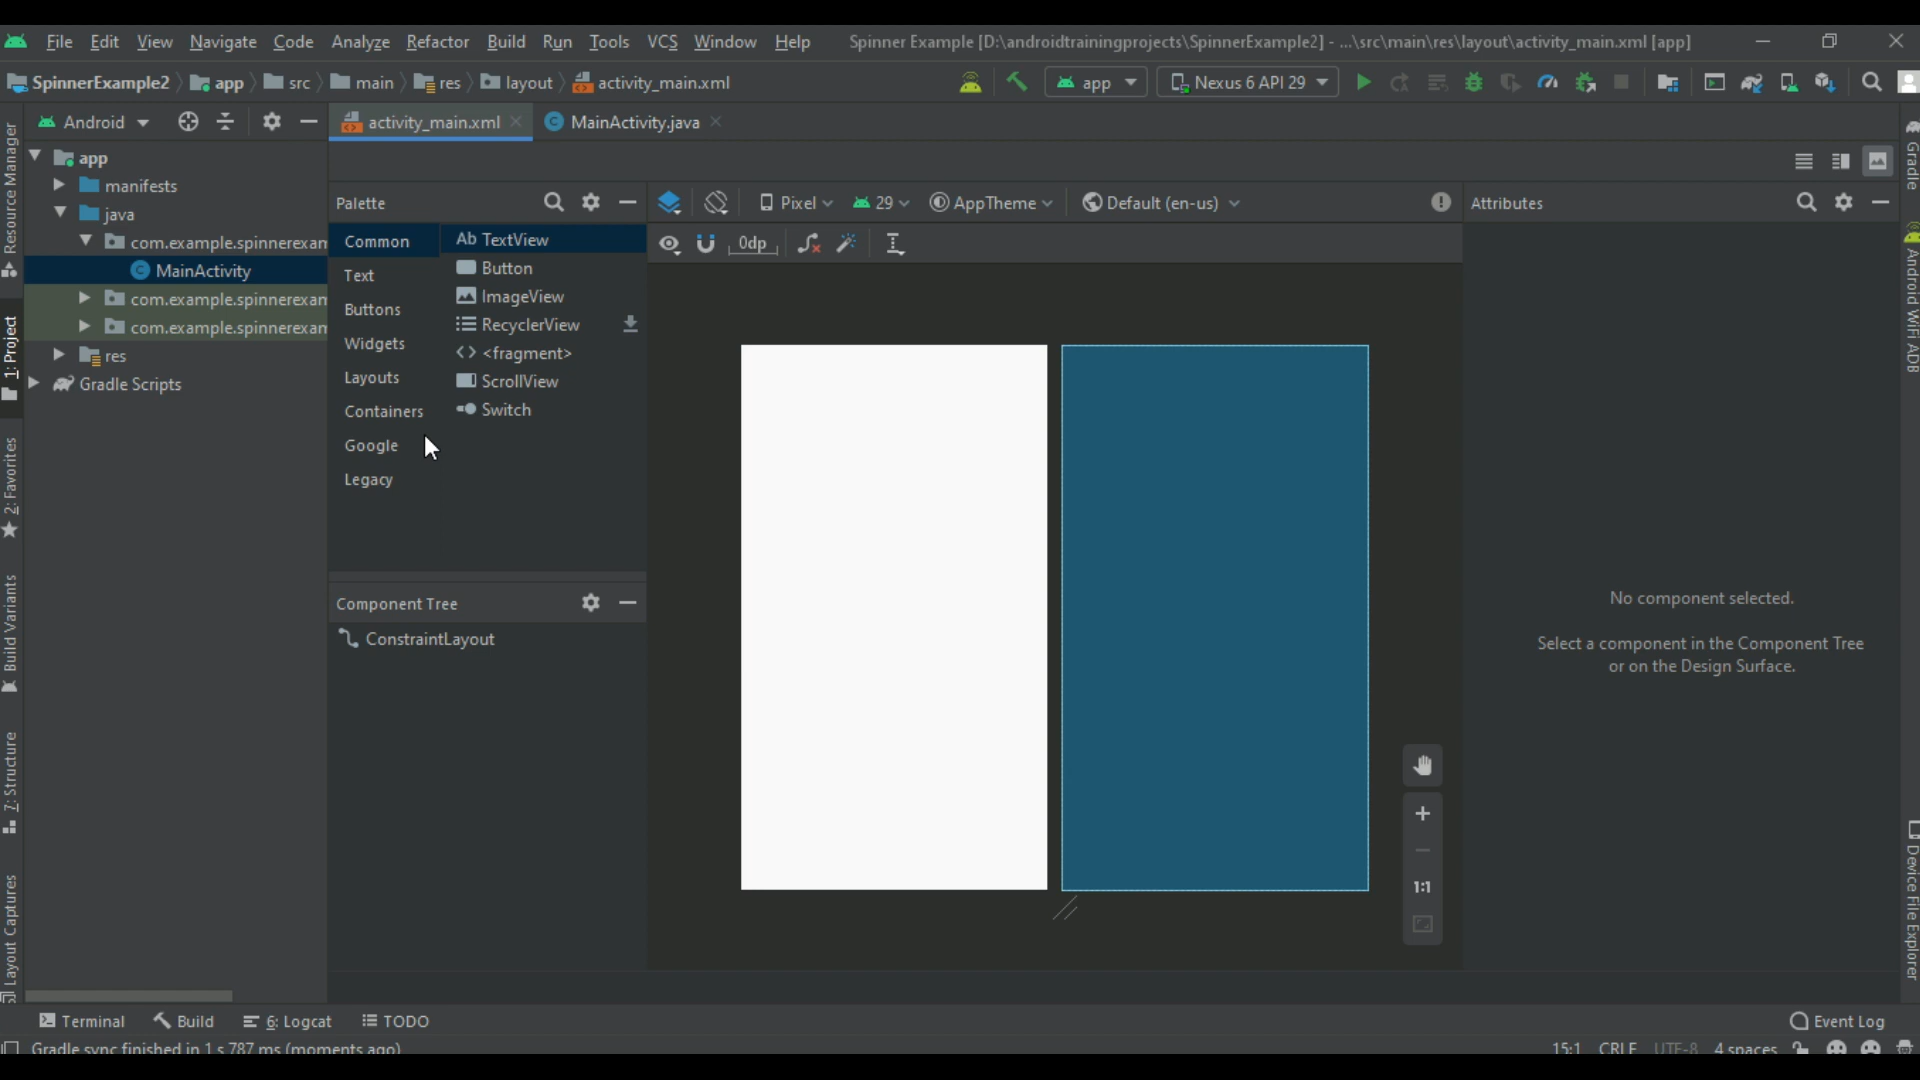 File Edit View Navigate Code Analyze Refactor Build Run Tools VCS Window Help Spinner Example [D:\androidtrainingprojects\SpinnerExample2] - ...\src\main\res\layout\activity_main.xml [app]
SpinnerExample2 app src main res layout activity_main.xml app Nexus 6 API 29
Android activity_main.xml MainActivity.java
app
manifests
java
com.example.spinnerexam
MainActivity
com.example.spinnerexam
com.example.spinnerexam
res
Gradle Scripts
Resource Manager
1: Project
2: Favorites
Build Variants
7: Structure
Layout Captures
Palette
Common
Text
Buttons
Widgets
Layouts
Containers
Google
Legacy
Ab TextView
Button
ImageView
RecyclerView
<fragment>
ScrollView
Switch
Component Tree
ConstraintLayout
Pixel 29 AppTheme Default (en-us)
0dp
1:1
Attributes
No component selected.
Select a component in the Component Tree
or on the Design Surface.
Gradle
Android WiFi ADB
Device File Explorer
Terminal Build 6: Logcat TODO Event Log
Gradle sync finished in 1 s 787 ms (moments ago) 15:1 CRLF UTF-8 4 spaces